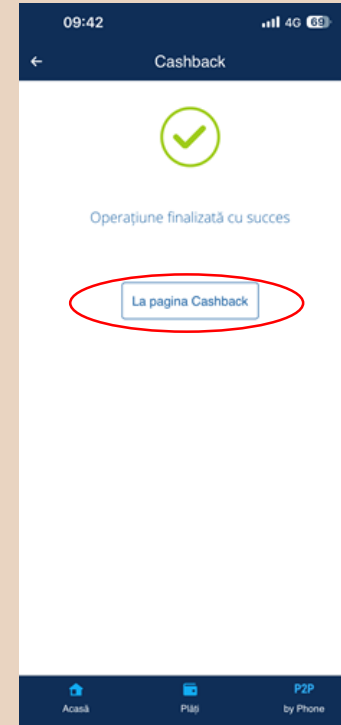 09:42 4G 69
Cashback
Operațiune finalizată cu succes
La pagina Cashback
P2P
Acasă Plăți by Phone